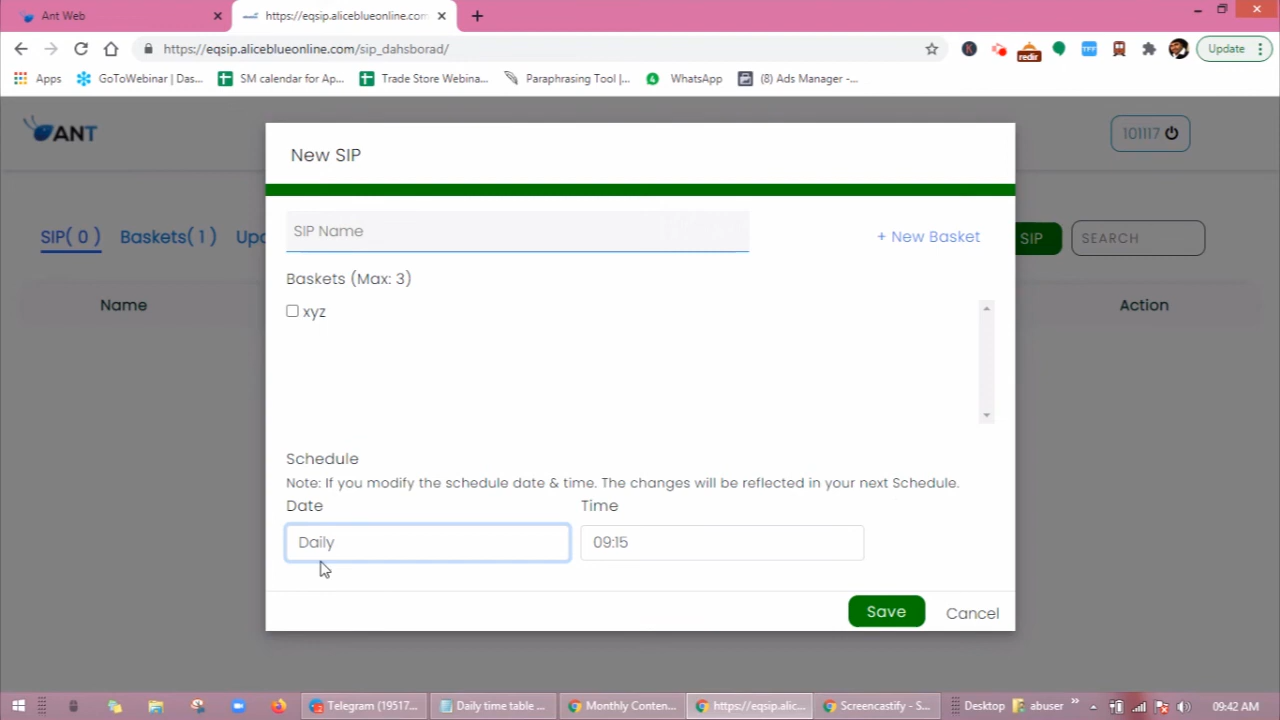 Ant Web
https://eqsip.aliceblueonline.com
https://eqsip.aliceblueonline.com/sip_dahsborad/
redir
Update
Apps
GoToWebinar | Das...
SM calendar for Ap...
Trade Store Webina...
Paraphrasing Tool |...
WhatsApp
(8) Ads Manager -...
ANT
101117
New SIP
SIP( 0 )
Baskets( 1 )
Upc
SIP Name
+ New Basket
SIP
SEARCH
Baskets (Max: 3)
Name
xyz
Action
Schedule
Note: If you modify the schedule date & time. The changes will be reflected in your next Schedule.
Date
Time
Daily
09:15
Save
Cancel
Telegram (19517...
Daily time table ...
Monthly Conten...
https://eqsip.alic...
Screencastify - S...
Desktop
abuser
09:42 AM